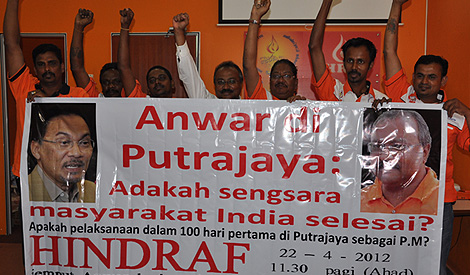 Anwar di
Putrajaya:
Adakah sengsara
masyarakat India selesai?
Apakah pelaksanaan dalam 100 hari pertama di Putrajaya sebagai P.M?
HINDRAF
22 – 4 – 2012
11.30 pagi (Ahad)